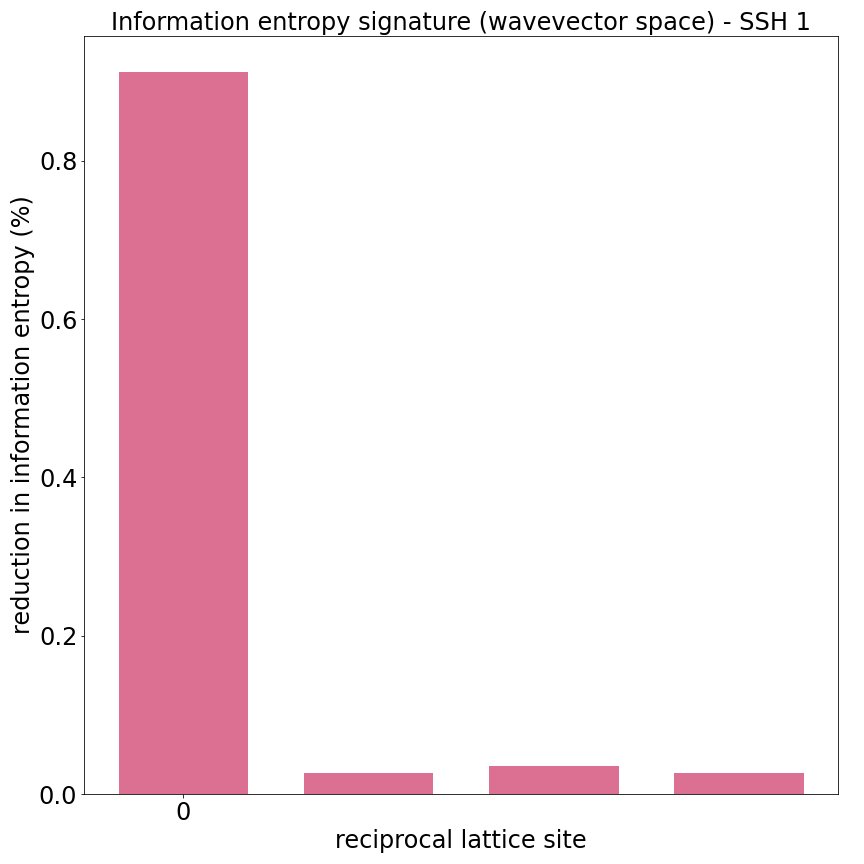 Information entropy signature (wavevector space) - SSH 1
reduction in information entropy (%)
0.8
0.6
0.4
0.2
0.0
0
reciprocal lattice site